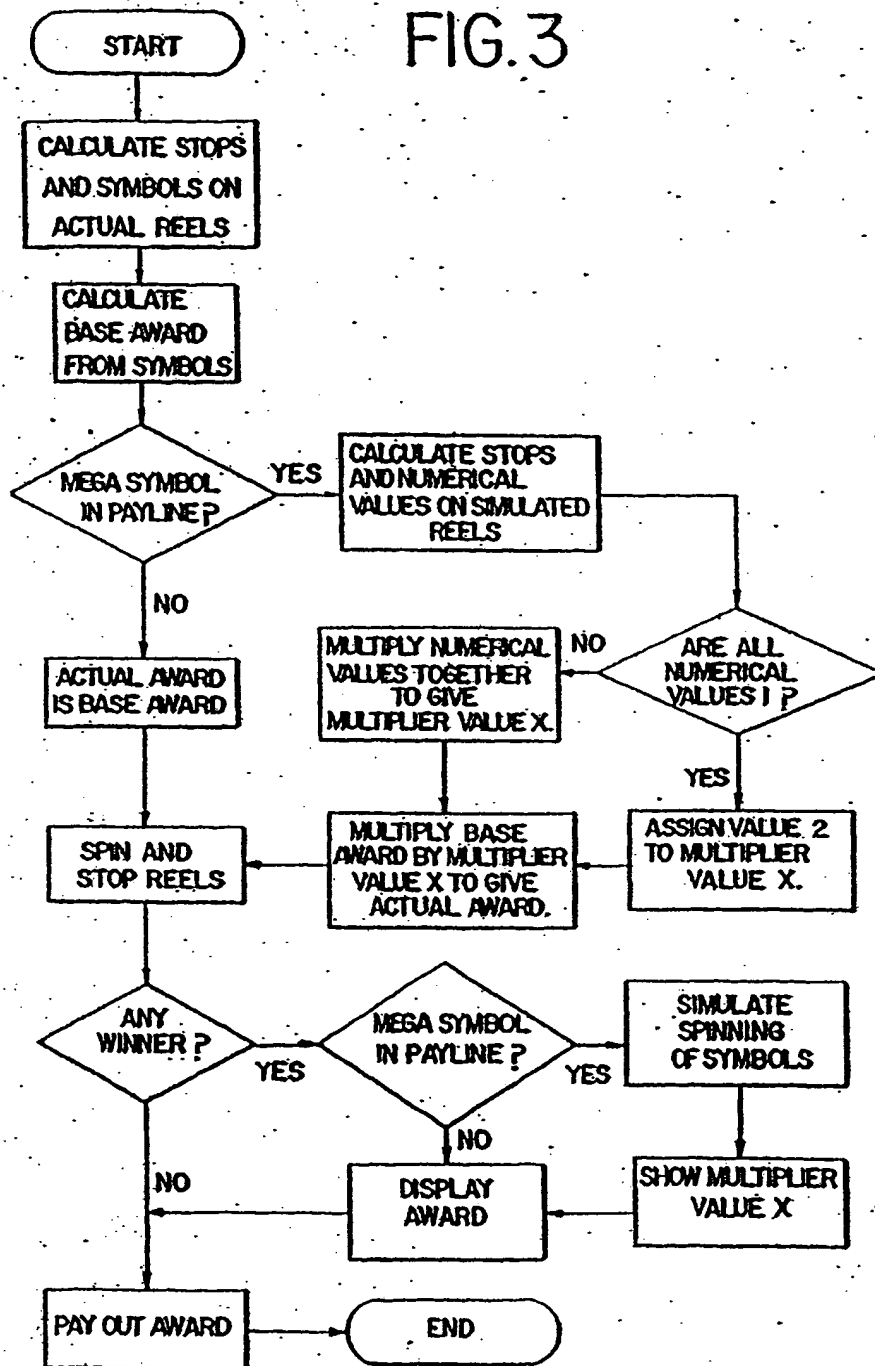 FIG.3
START
CALCULATE STOPS
AND SYMBOLS ON
ACTUAL REELS
CALCULATE
BASE AWARD
FROM SYMBOLS
MEGA SYMBOL
IN PAYLINE?
YES
CALCULATE STOPS
AND NUMERICAL
VALUES ON SIMULATED
REELS
NO
ARE ALL
NUMERICAL
VALUES 1?
NO
MULTIPLY NUMERICAL
VALUES TOGETHER
TO GIVE
MULTIPLIER VALUE X.
ACTUAL AWARD
IS BASE AWARD
YES
ASSIGN VALUE 2
TO MULTIPLIER
VALUE X.
MULTIPLY BASE
AWARD BY MULTIPLIER
VALUE X TO GIVE
ACTUAL AWARD.
SPIN AND
STOP REELS
ANY
WINNER?
YES
MEGA SYMBOL
IN PAYLINE?
YES
SIMULATE
SPINNING
OF SYMBOLS
NO
NO
DISPLAY
AWARD
SHOW MULTIPLIER
VALUE X
PAY OUT AWARD
END